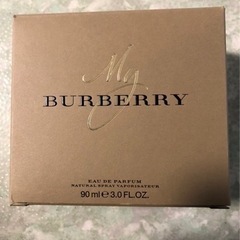 My
BURBERRY
EAU DE PARFUM
NATURAL SPRAY VAPORISATEUR
90 ml ℮ 3.0 FL.OZ.